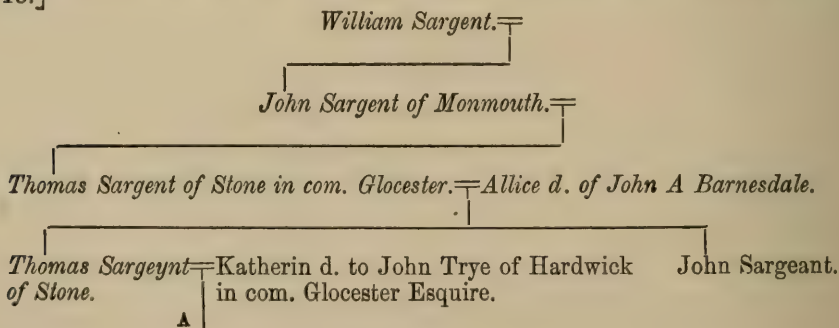 William Sargent.
John Sargent of Monmouth.
Thomas Sargent of Stone in com. Glocester. Allice d. of John A Barnesdale.
Thomas Sargeynt Katherin d. to John Trye of Hardwick John Sargeant.
of Stone. in com. Glocester Esquire.
A